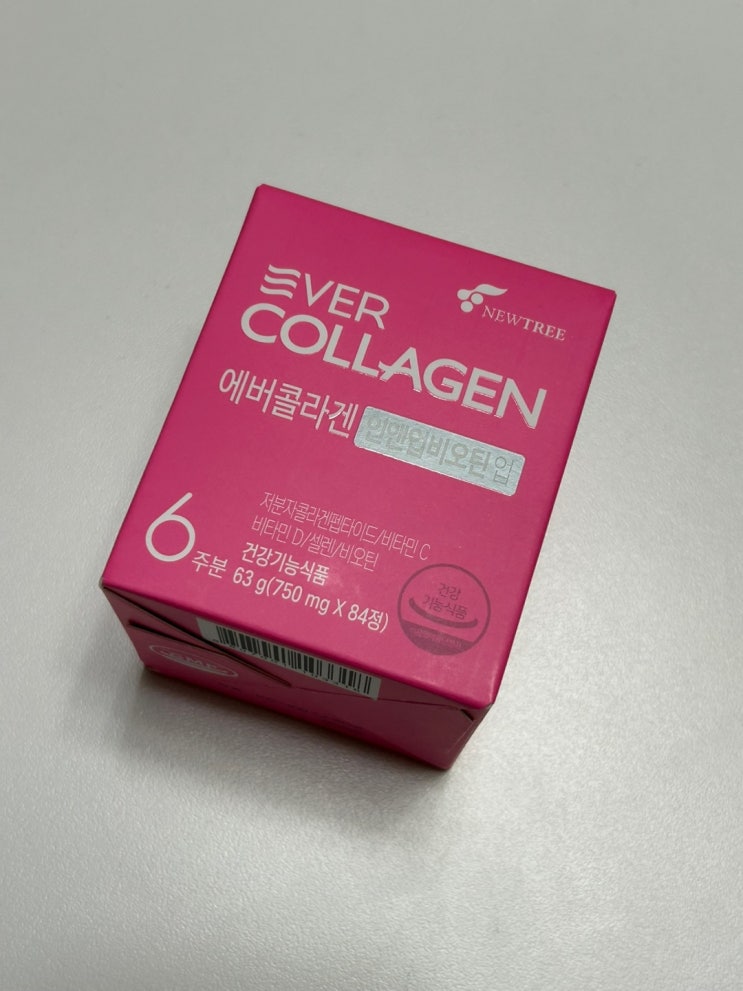 EVER
COLLAGEN
NEWTREE
에버콜라겐 인앤업비오틴 업
저분자콜라겐펩타이드/비타민 C
비타민 D/셀렌/비오틴
건강기능식품
6주분 63 g(750 mg X 84정)
건강
기능식품
GMP